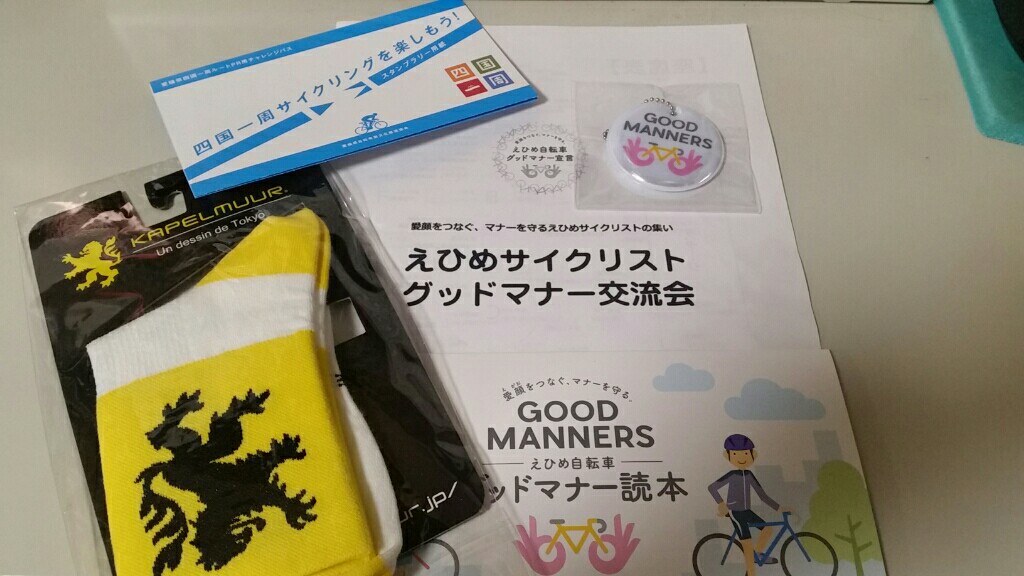 四国一周サイクリングを楽しもう!
スタンプラリー用紙
四国
一周
KAPELMUUR
Un dessin de Tokyo
r.jp/
GOOD
MANNERS
えひめ自転車
グッドマナー宣言
愛顔をつなぐ、マナーを守るえひめサイクリストの集い
えひめサイクリスト
グッドマナー交流会
愛顔をつなぐ、マナーを守る。
GOOD
MANNERS
えひめ自転車
ッドマナー読本